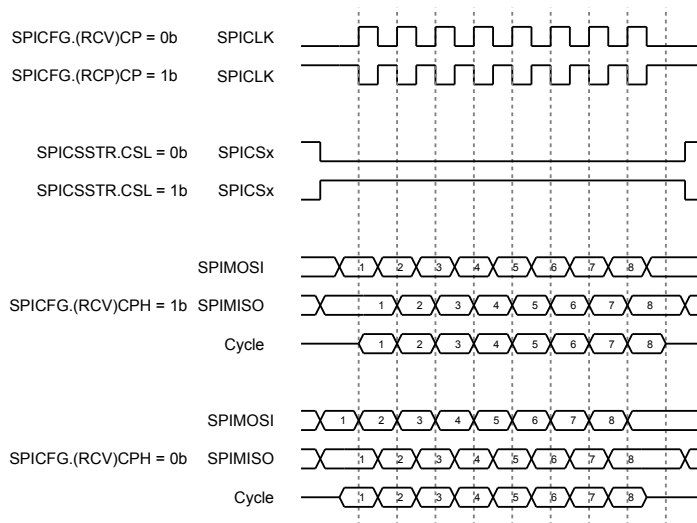 SPICFG.(RCV)CP = 0b SPICLK
SPICFG.(RCP)CP = 1b SPICLK
SPICSSTR.CSL = 0b SPICSx
SPICSSTR.CSL = 1b SPICSx
SPIMOSI 1 2 3 4 5 6 7 8
SPICFG.(RCV)CPH = 1b SPIMISO 1 2 3 4 5 6 7 8
Cycle 1 2 3 4 5 6 7 8
SPIMOSI 1 2 3 4 5 6 7 8
SPICFG.(RCV)CPH = 0b SPIMISO 1 2 3 4 5 6 7 8
Cycle 1 2 3 4 5 6 7 8